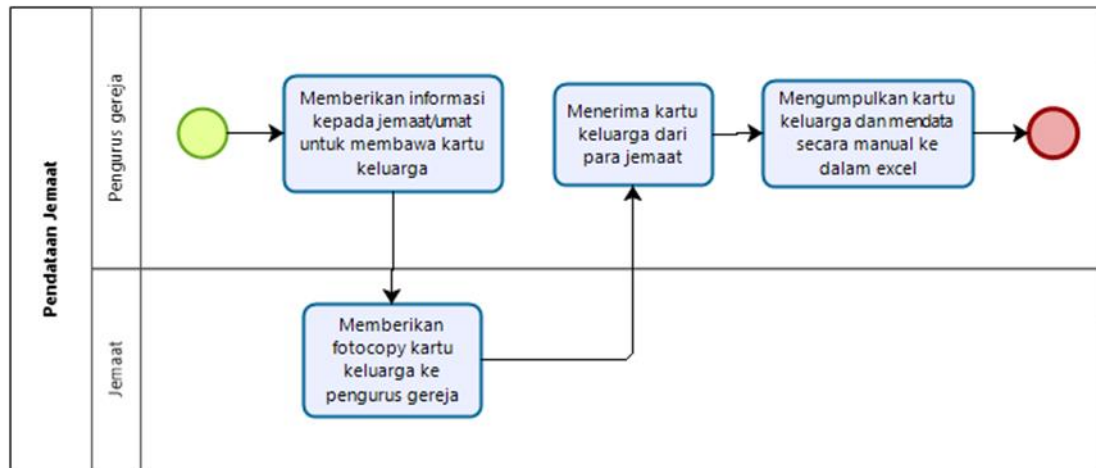 Pendataan Jemaat
Pengurus gereja
Memberikan informasi
kepada jemaat/umat
untuk membawa kartu
keluarga
Menerima kartu
keluarga dari
para jemaat
Mengumpulkan kartu
keluarga dan mendata
secara manual ke
dalam excel
Jemaat
Memberikan
fotocopy kartu
keluarga ke
pengurus gereja